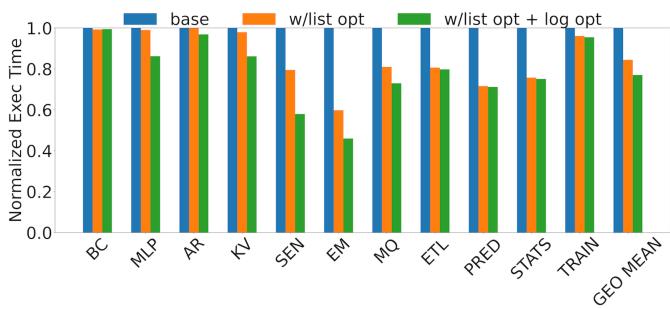 base w/list opt w/list opt + log opt
Normalized Exec Time
1.0
0.8
0.6
0.4
0.2
0.0
BC MLP AR KV SEN EM MQ ETL PRED STATS TRAIN GEO MEAN